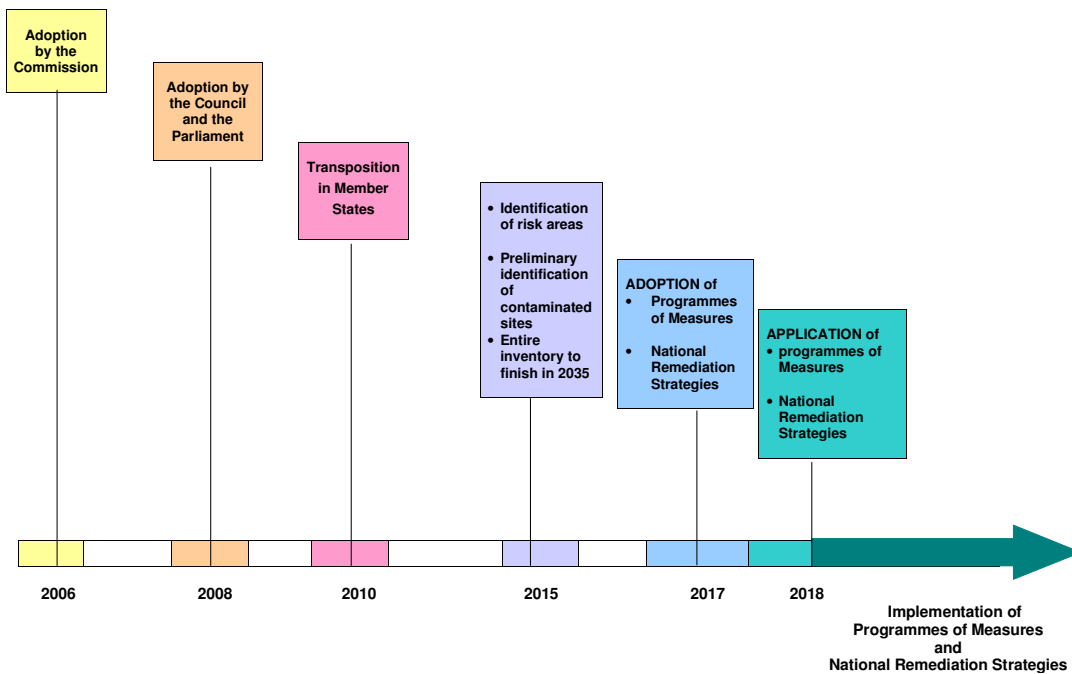 Adoption
by the
Commission
Adoption by
the Council
and the
Parliament
Transposition
in Member
States
• Identification
of risk areas
• Preliminary
identification
of
contaminated
sites
• Entire
inventory to
finish in 2035
ADOPTION of
• Programmes
of Measures
• National
Remediation
Strategies
APPLICATION of
• programmes of
Measures
• National
Remediation
Strategies
2006
2008
2010
2015
2017
2018
Implementation of
Programmes of Measures
and
National Remediation Strategies